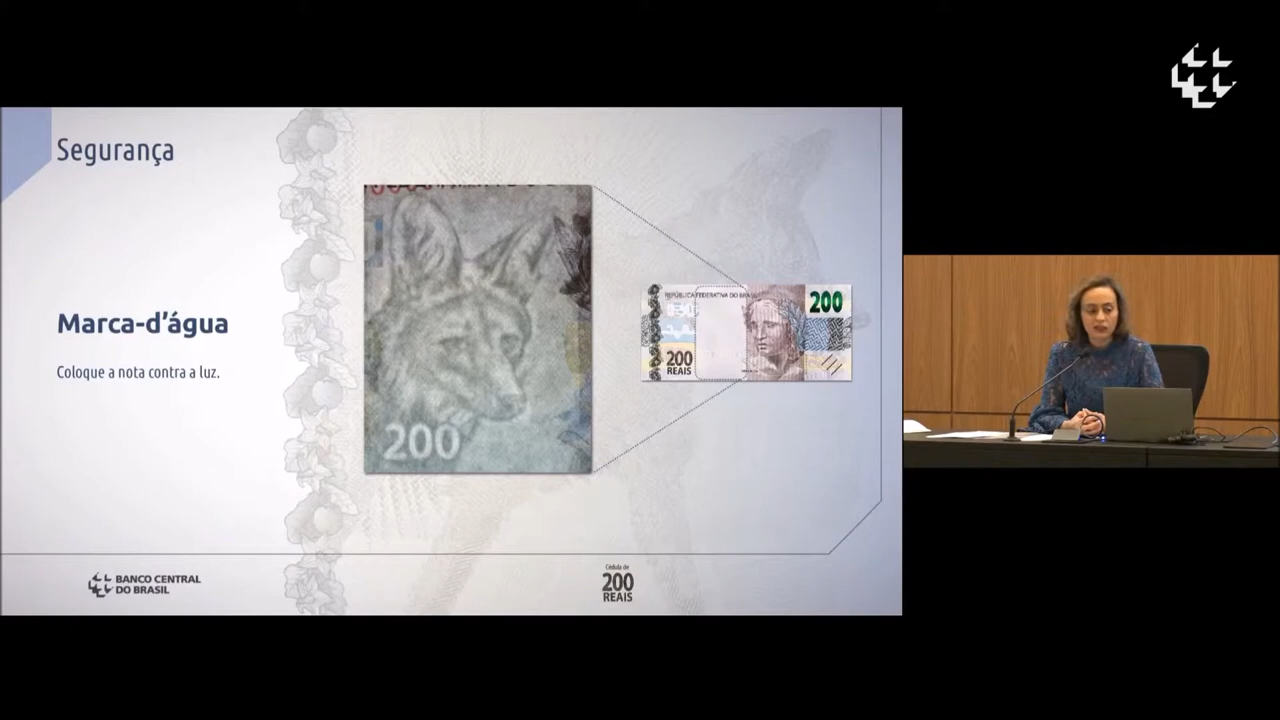 Segurança
Marca-d'água
Coloque a nota contra a luz.
200
REPÚBLICA FEDERATIVA DO BRASIL
200
200
REAIS
BANCO CENTRAL
DO BRASIL
Cédula de
200
REAIS